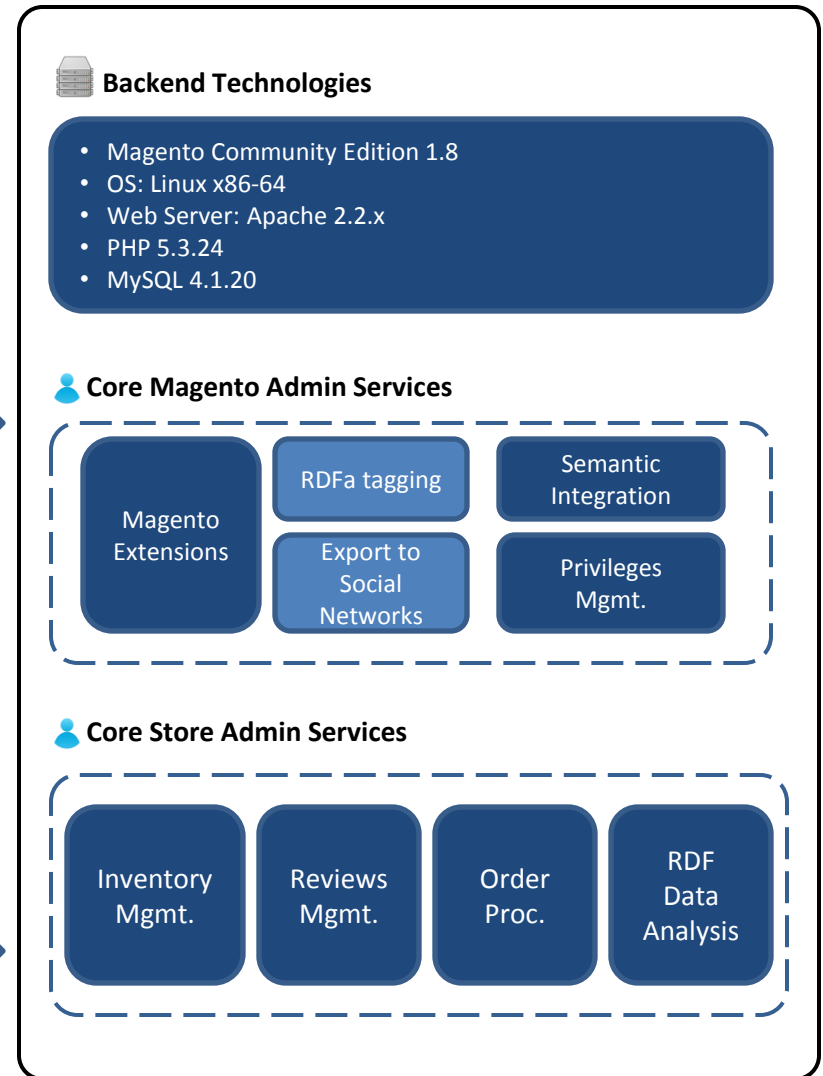 Backend Technologies
• Magento Community Edition 1.8
• OS: Linux x86-64
• Web Server: Apache 2.2.x
• PHP 5.3.24
• MySQL 4.1.20
Core Magento Admin Services
Magento
Extensions
RDFa tagging
Export to
Social
Networks
Semantic
Integration
Privileges
Mgmt.
Core Store Admin Services
Inventory
Mgmt.
Reviews
Mgmt.
Order
Proc.
RDF
Data
Analysis